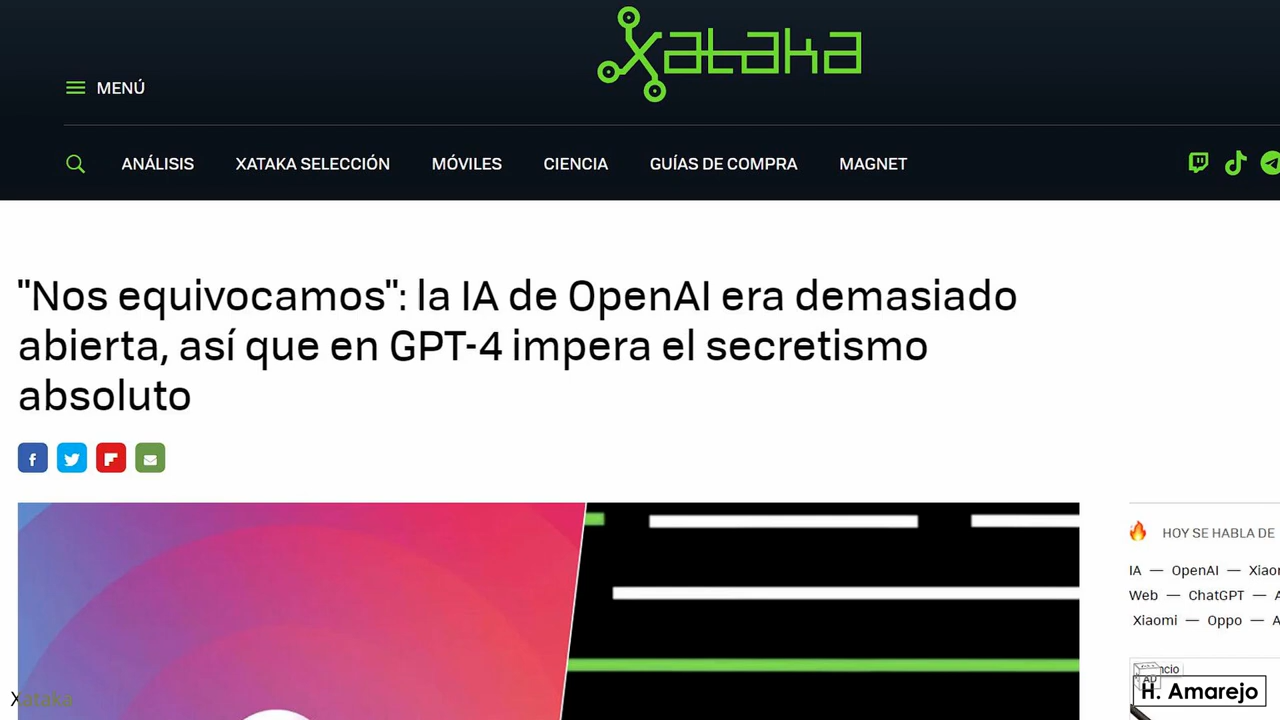 xataka
MENÚ
ANÁLISIS XATAKA SELECCIÓN MÓVILES CIENCIA GUÍAS DE COMPRA MAGNET
"Nos equivocamos": la IA de OpenAI era demasiado
abierta, así que en GPT-4 impera el secretismo
absoluto
HOY SE HABLA DE
IA — OpenAI — Xiaom
Web — ChatGPT — A
Xiaomi — Oppo — A
ncio
AD
H. Amarejo
Xataka